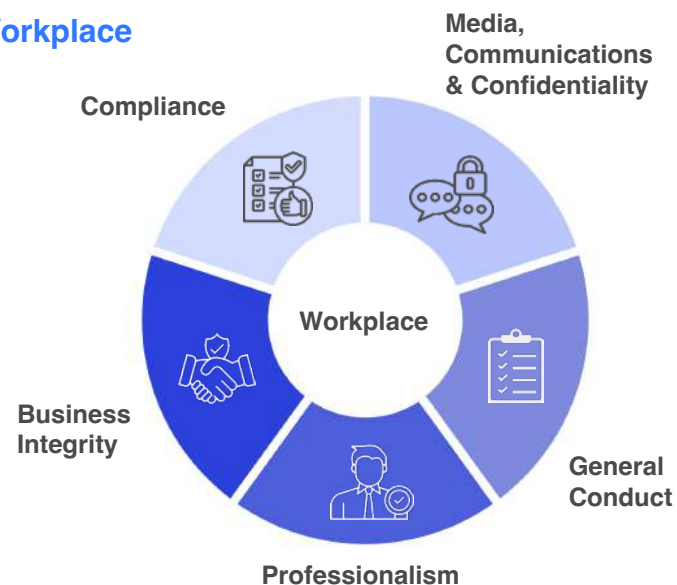 orkplace
Media,
Communications
& Confidentiality
Compliance
Workplace
Business
Integrity
General
Conduct
Professionalism